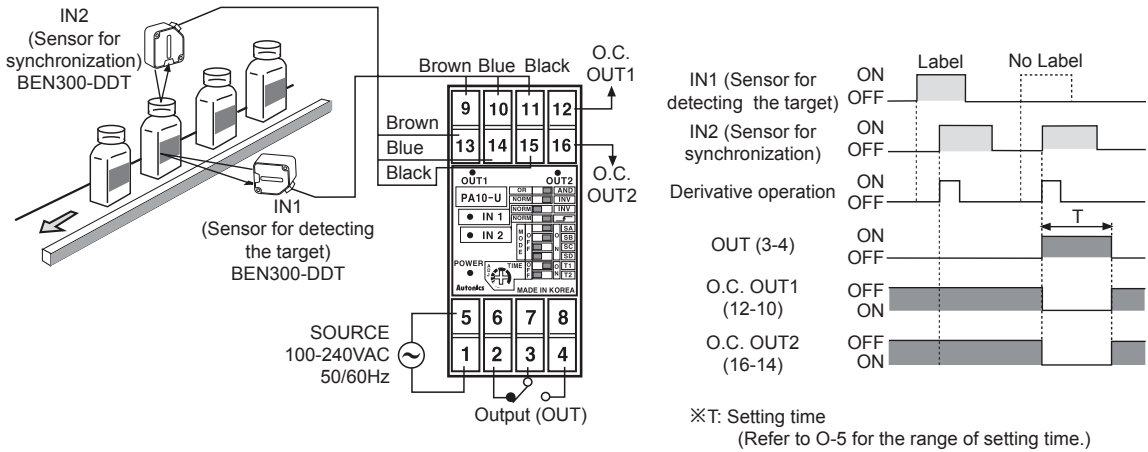 IN2
(Sensor for
synchronization)
BEN300-DDT
IN1
(Sensor for detecting
the target)
BEN300-DDT
Brown Blue Black
O.C.
OUT1
9 10 11 12
Brown
Blue
Black
13 14 15 16
O.C.
OUT2
OUT1 OUT2
PA10-U
OR AND
NORM INV
NORM INV
NORM
IN 1
IN 2
MODE
OFF
ON
SA
SB
SC
SD
POWER
ADJ
TIME
OFF
ON
T1
T2
Autonics MADE IN KOREA
5 6 7 8
1 2 3 4
SOURCE
100-240VAC
50/60Hz
Output (OUT)
Label No Label
IN1 (Sensor for
detecting the target)
ON
OFF
IN2 (Sensor for
synchronization)
ON
OFF
Derivative operation
ON
OFF
T
OUT (3-4)
ON
OFF
O.C. OUT1
(12-10)
OFF
ON
O.C. OUT2
(16-14)
OFF
ON
※T: Setting time
(Refer to O-5 for the range of setting time.)